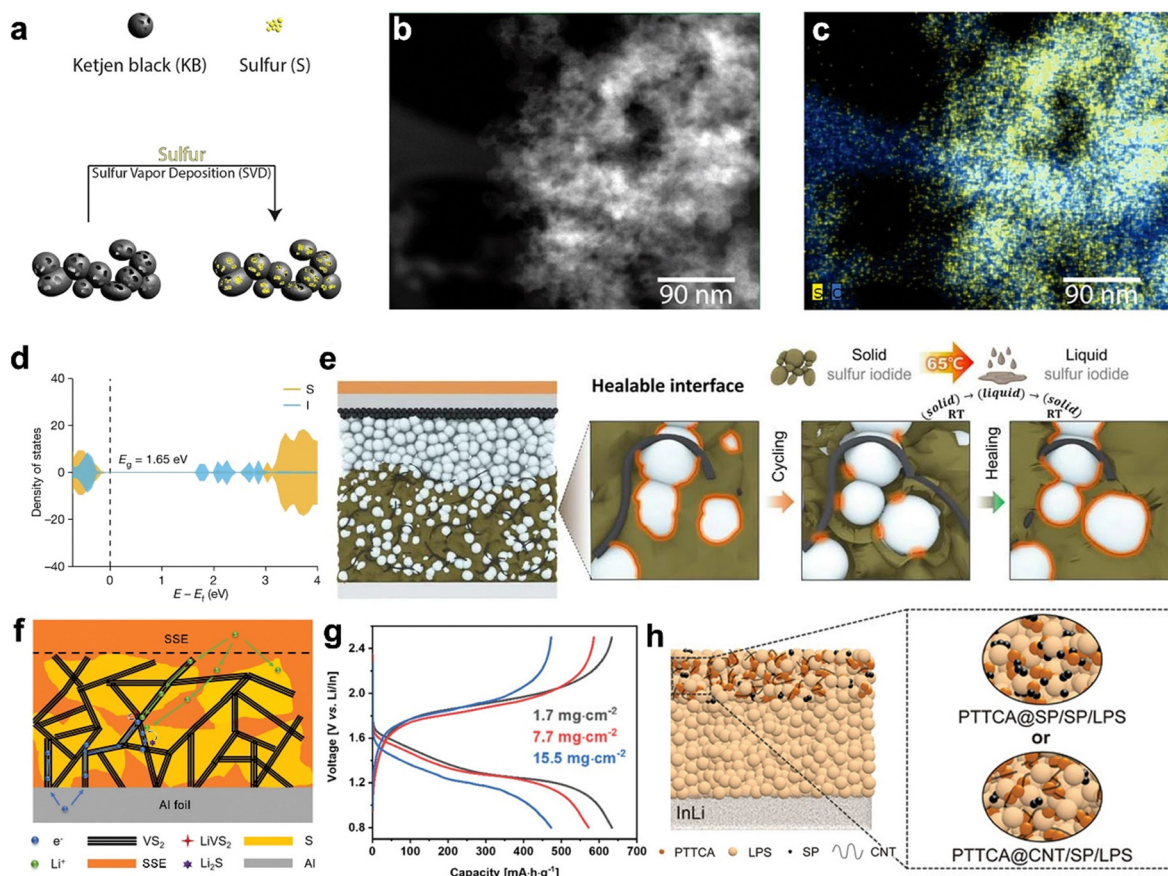 a
Ketjen black (KB)
Sulfur (S)
Sulfur
Sulfur Vapor Deposition (SVD)
b
90 nm
c
S C
90 nm
d
40
20
0
−20
−40
Density of states
S
I
Eg = 1.65 eV
0 1 2 3 4
E − Ef (eV)
e
Healable interface
Solid
sulfur iodide
65℃
Liquid
sulfur iodide
(solid) → (liquid) → (solid)
RT RT
Cycling
Healing
f
SSE
Al foil
e- VS2 LiVS2 S
Li+ SSE Li2S Al
g
Voltage [V vs. Li/In]
2.4
2.0
1.6
1.2
0.8
1.7 mg·cm-2
7.7 mg·cm-2
15.5 mg·cm-2
0 100 200 300 400 500 600 700
Capacity [mA·h·g-1]
h
InLi
PTTCA LPS SP CNT
PTTCA@SP/SP/LPS
or
PTTCA@CNT/SP/LPS